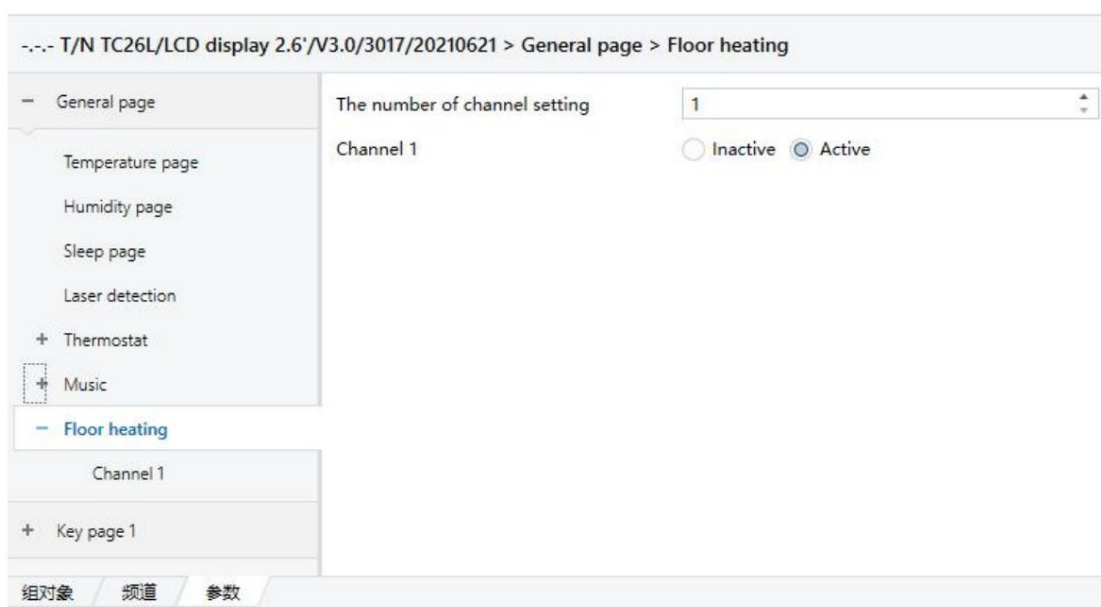 -.-.- T/N TC26L/LCD display 2.6'/V3.0/3017/20210621 > General page > Floor heating
− General page
The number of channel setting 1
Channel 1 Inactive Active
Temperature page
Humidity page
Sleep page
Laser detection
+ Thermostat
+ Music
− Floor heating
Channel 1
+ Key page 1
组对象 / 频道 / 参数